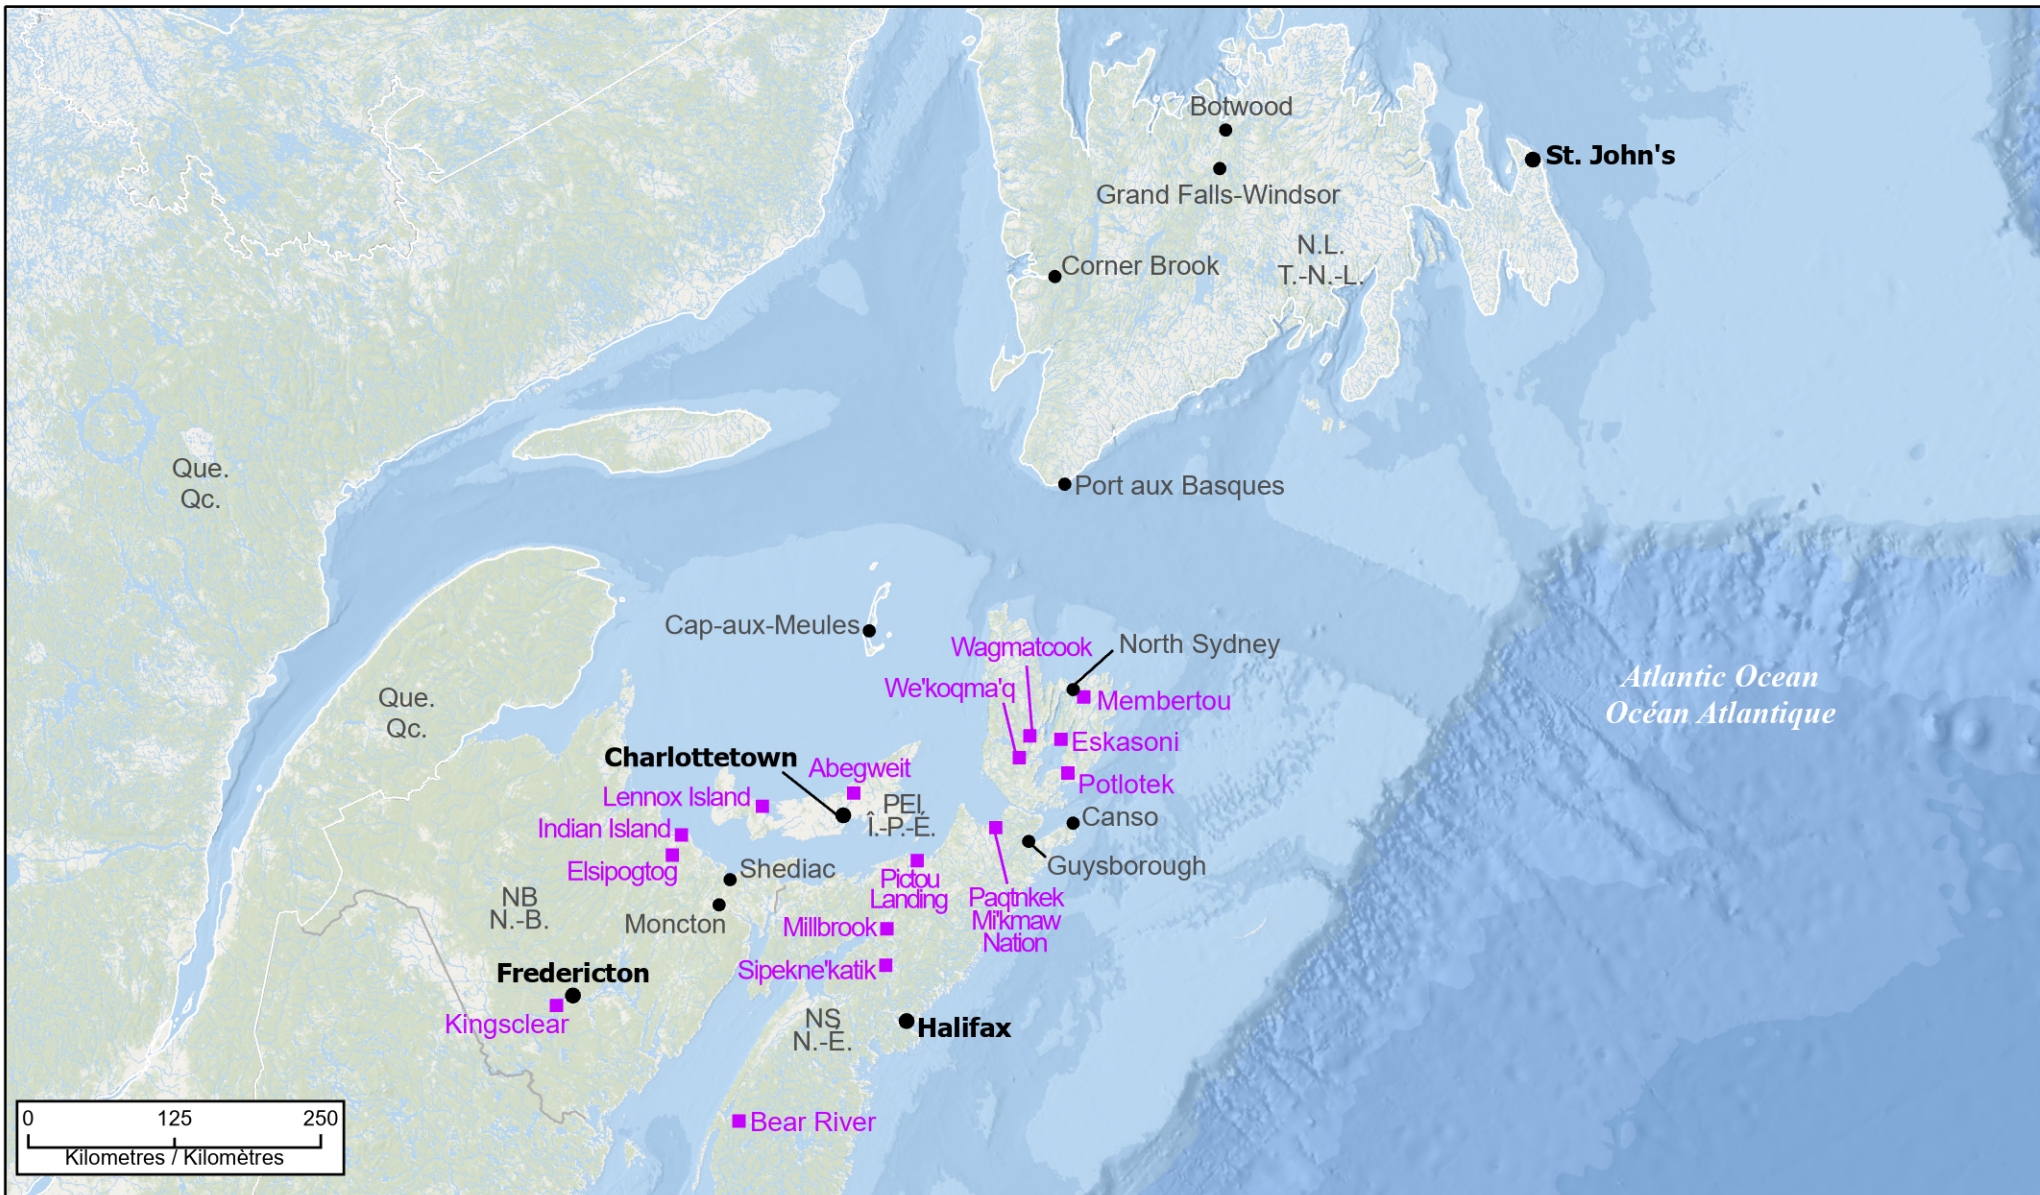 Botwood
St. John's
Grand Falls-Windsor
N.L.
T.-N.-L.
Corner Brook
Que.
Qc.
Port aux Basques
Cap-aux-Meules
Wagmatcook
North Sydney
We'koqma'q
Membertou
Que.
Qc.
Atlantic Ocean
Océan Atlantique
Eskasoni
Charlottetown
Abegweit
Potlotek
Lennox Island
PEI
Î.-P.-É.
Canso
Indian Island
Guysborough
Elsipogtog
Shediac
Pictou
Landing
Paqtnkek
Mi'kmaw
Nation
NB
N.-B.
Moncton
Millbrook
Sipekne'katik
Fredericton
Kingsclear
NS
N.-É.
Halifax
Bear River
0 125 250
Kilometres / Kilomètres